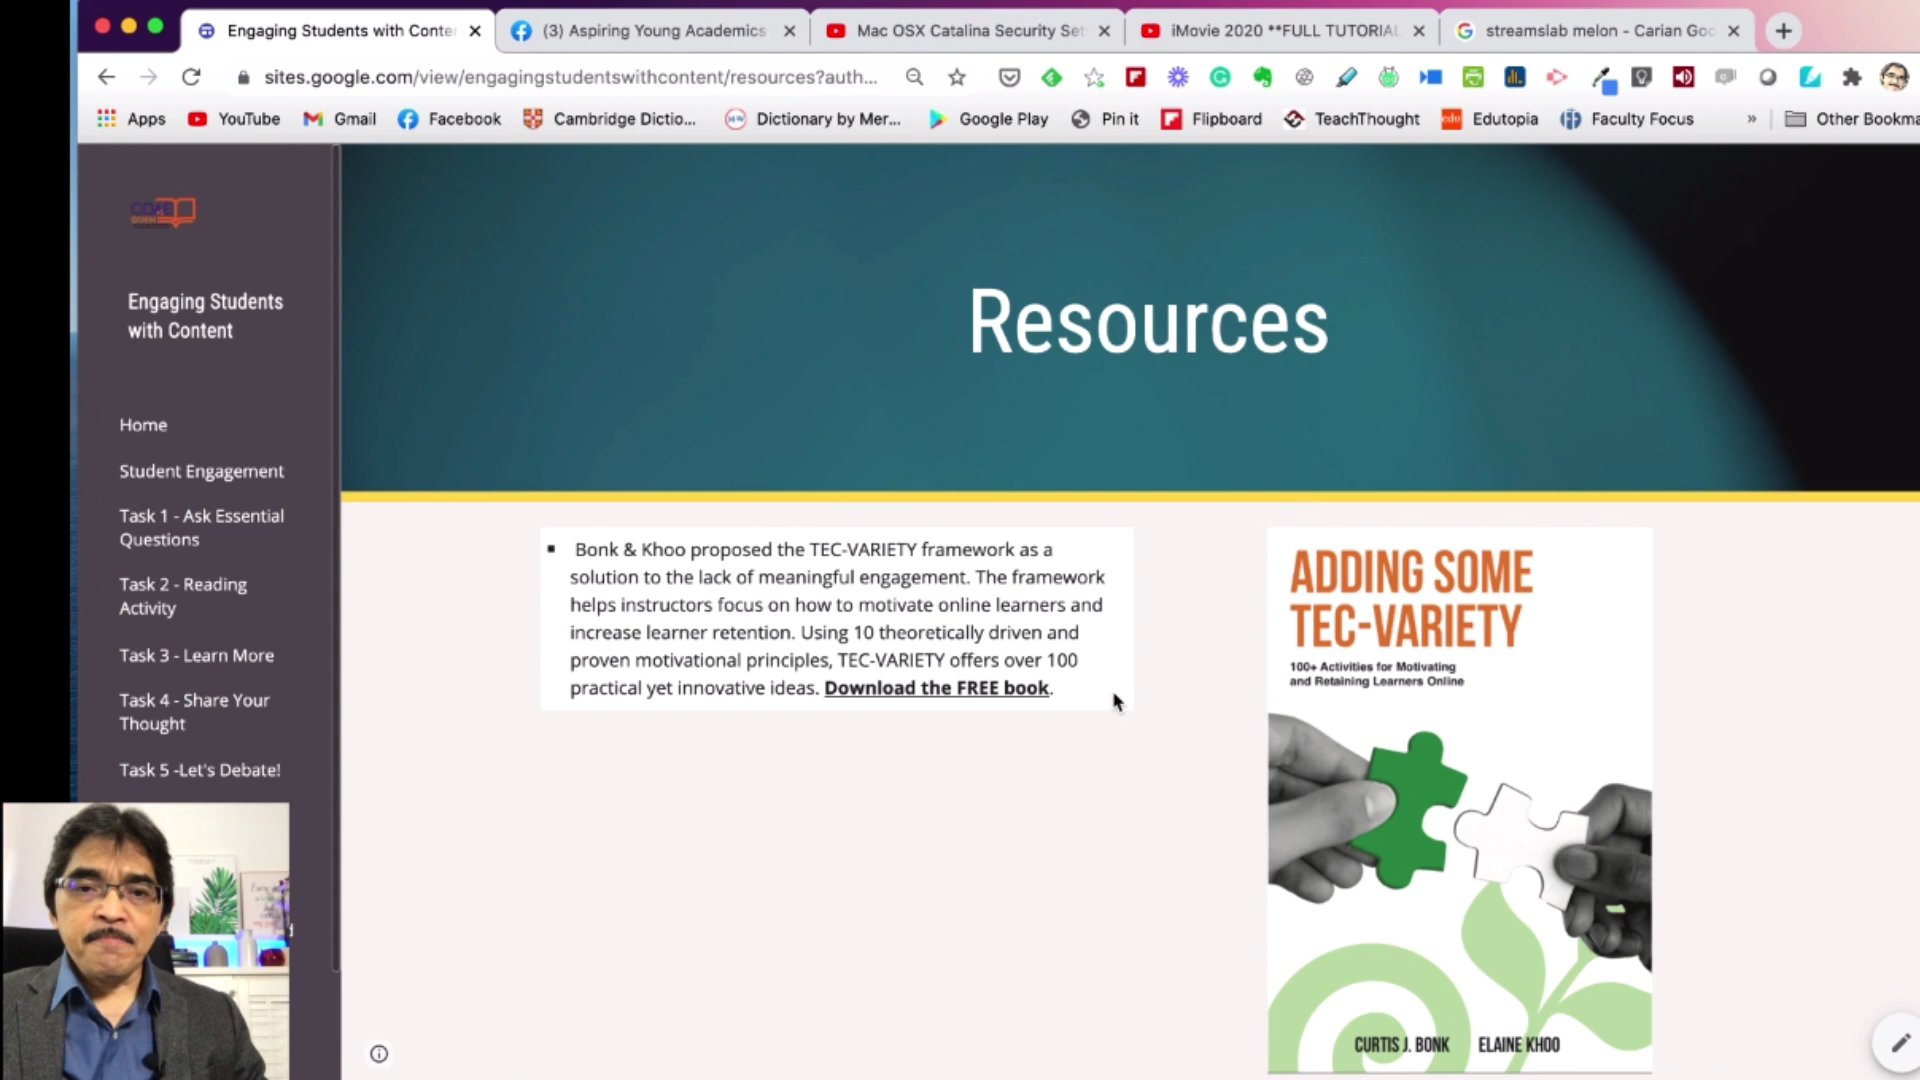 Engaging Students with Conte
(3) Aspiring Young Academics
Mac OSX Catalina Security Set
iMovie 2020 **FULL TUTORIAL
streamslab melon - Carian Goo
sites.google.com/view/engagingstudentswithcontent/resources?auth...
Apps
YouTube
Gmail
Facebook
Cambridge Dictio...
Dictionary by Mer...
Google Play
Pin it
Flipboard
TeachThought
Edutopia
Faculty Focus
»
Other Bookma
Engaging Students
with Content
Home
Student Engagement
Task 1 - Ask Essential
Questions
Task 2 - Reading
Activity
Task 3 - Learn More
Task 4 - Share Your
Thought
Task 5 -Let's Debate!
Resources
▪ Bonk & Khoo proposed the TEC-VARIETY framework as a
solution to the lack of meaningful engagement. The framework
helps instructors focus on how to motivate online learners and
increase learner retention. Using 10 theoretically driven and
proven motivational principles, TEC-VARIETY offers over 100
practical yet innovative ideas. Download the FREE book.
ADDING SOME
TEC-VARIETY
100+ Activities for Motivating
and Retaining Learners Online
CURTIS J. BONK
ELAINE KHOO